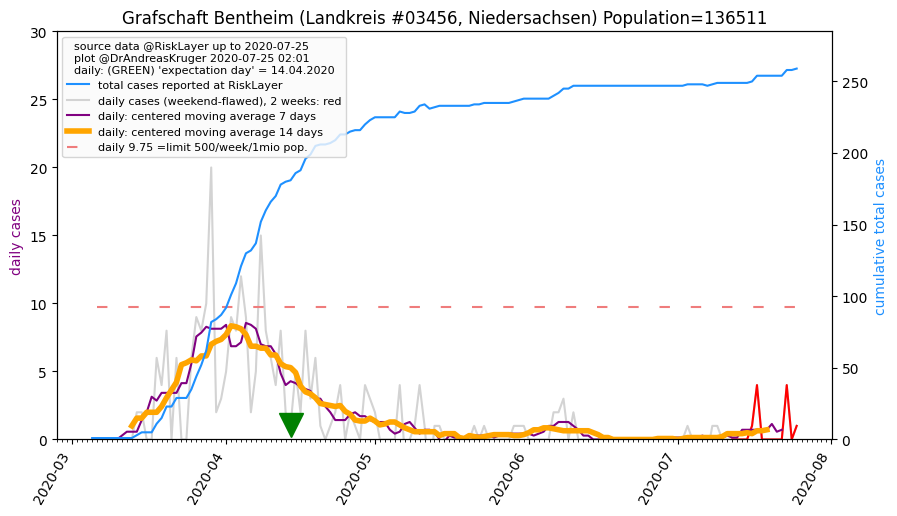 Grafschaft Bentheim (Landkreis #03456, Niedersachsen) Population=136511
source data @RiskLayer up to 2020-07-25
plot @DrAndreasKruger 2020-07-25 02:01
daily: (GREEN) 'expectation day' = 14.04.2020
total cases reported at RiskLayer
daily cases (weekend-flawed), 2 weeks: red
daily: centered moving average 7 days
daily: centered moving average 14 days
daily 9.75 =limit 500/week/1mio pop.
daily cases
30
25
20
15
10
5
0
cumulative total cases
250
200
150
100
50
0
2020-03
2020-04
2020-05
2020-06
2020-07
2020-08